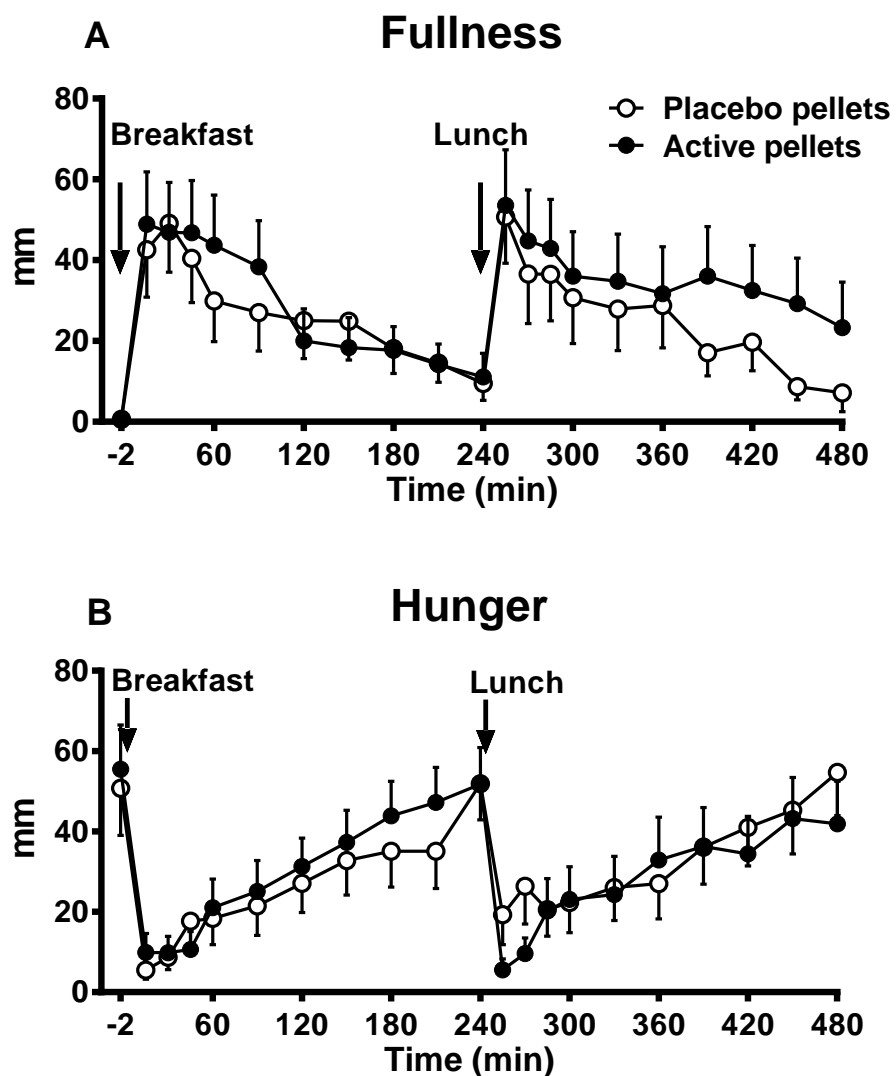 A
Fullness
80
60
40
20
0
mm
Breakfast
Lunch
Placebo pellets
Active pellets
-2 60 120 180 240 300 360 420 480
Time (min)
B
Hunger
80
60
40
20
0
mm
Breakfast
Lunch
-2 60 120 180 240 300 360 420 480
Time (min)